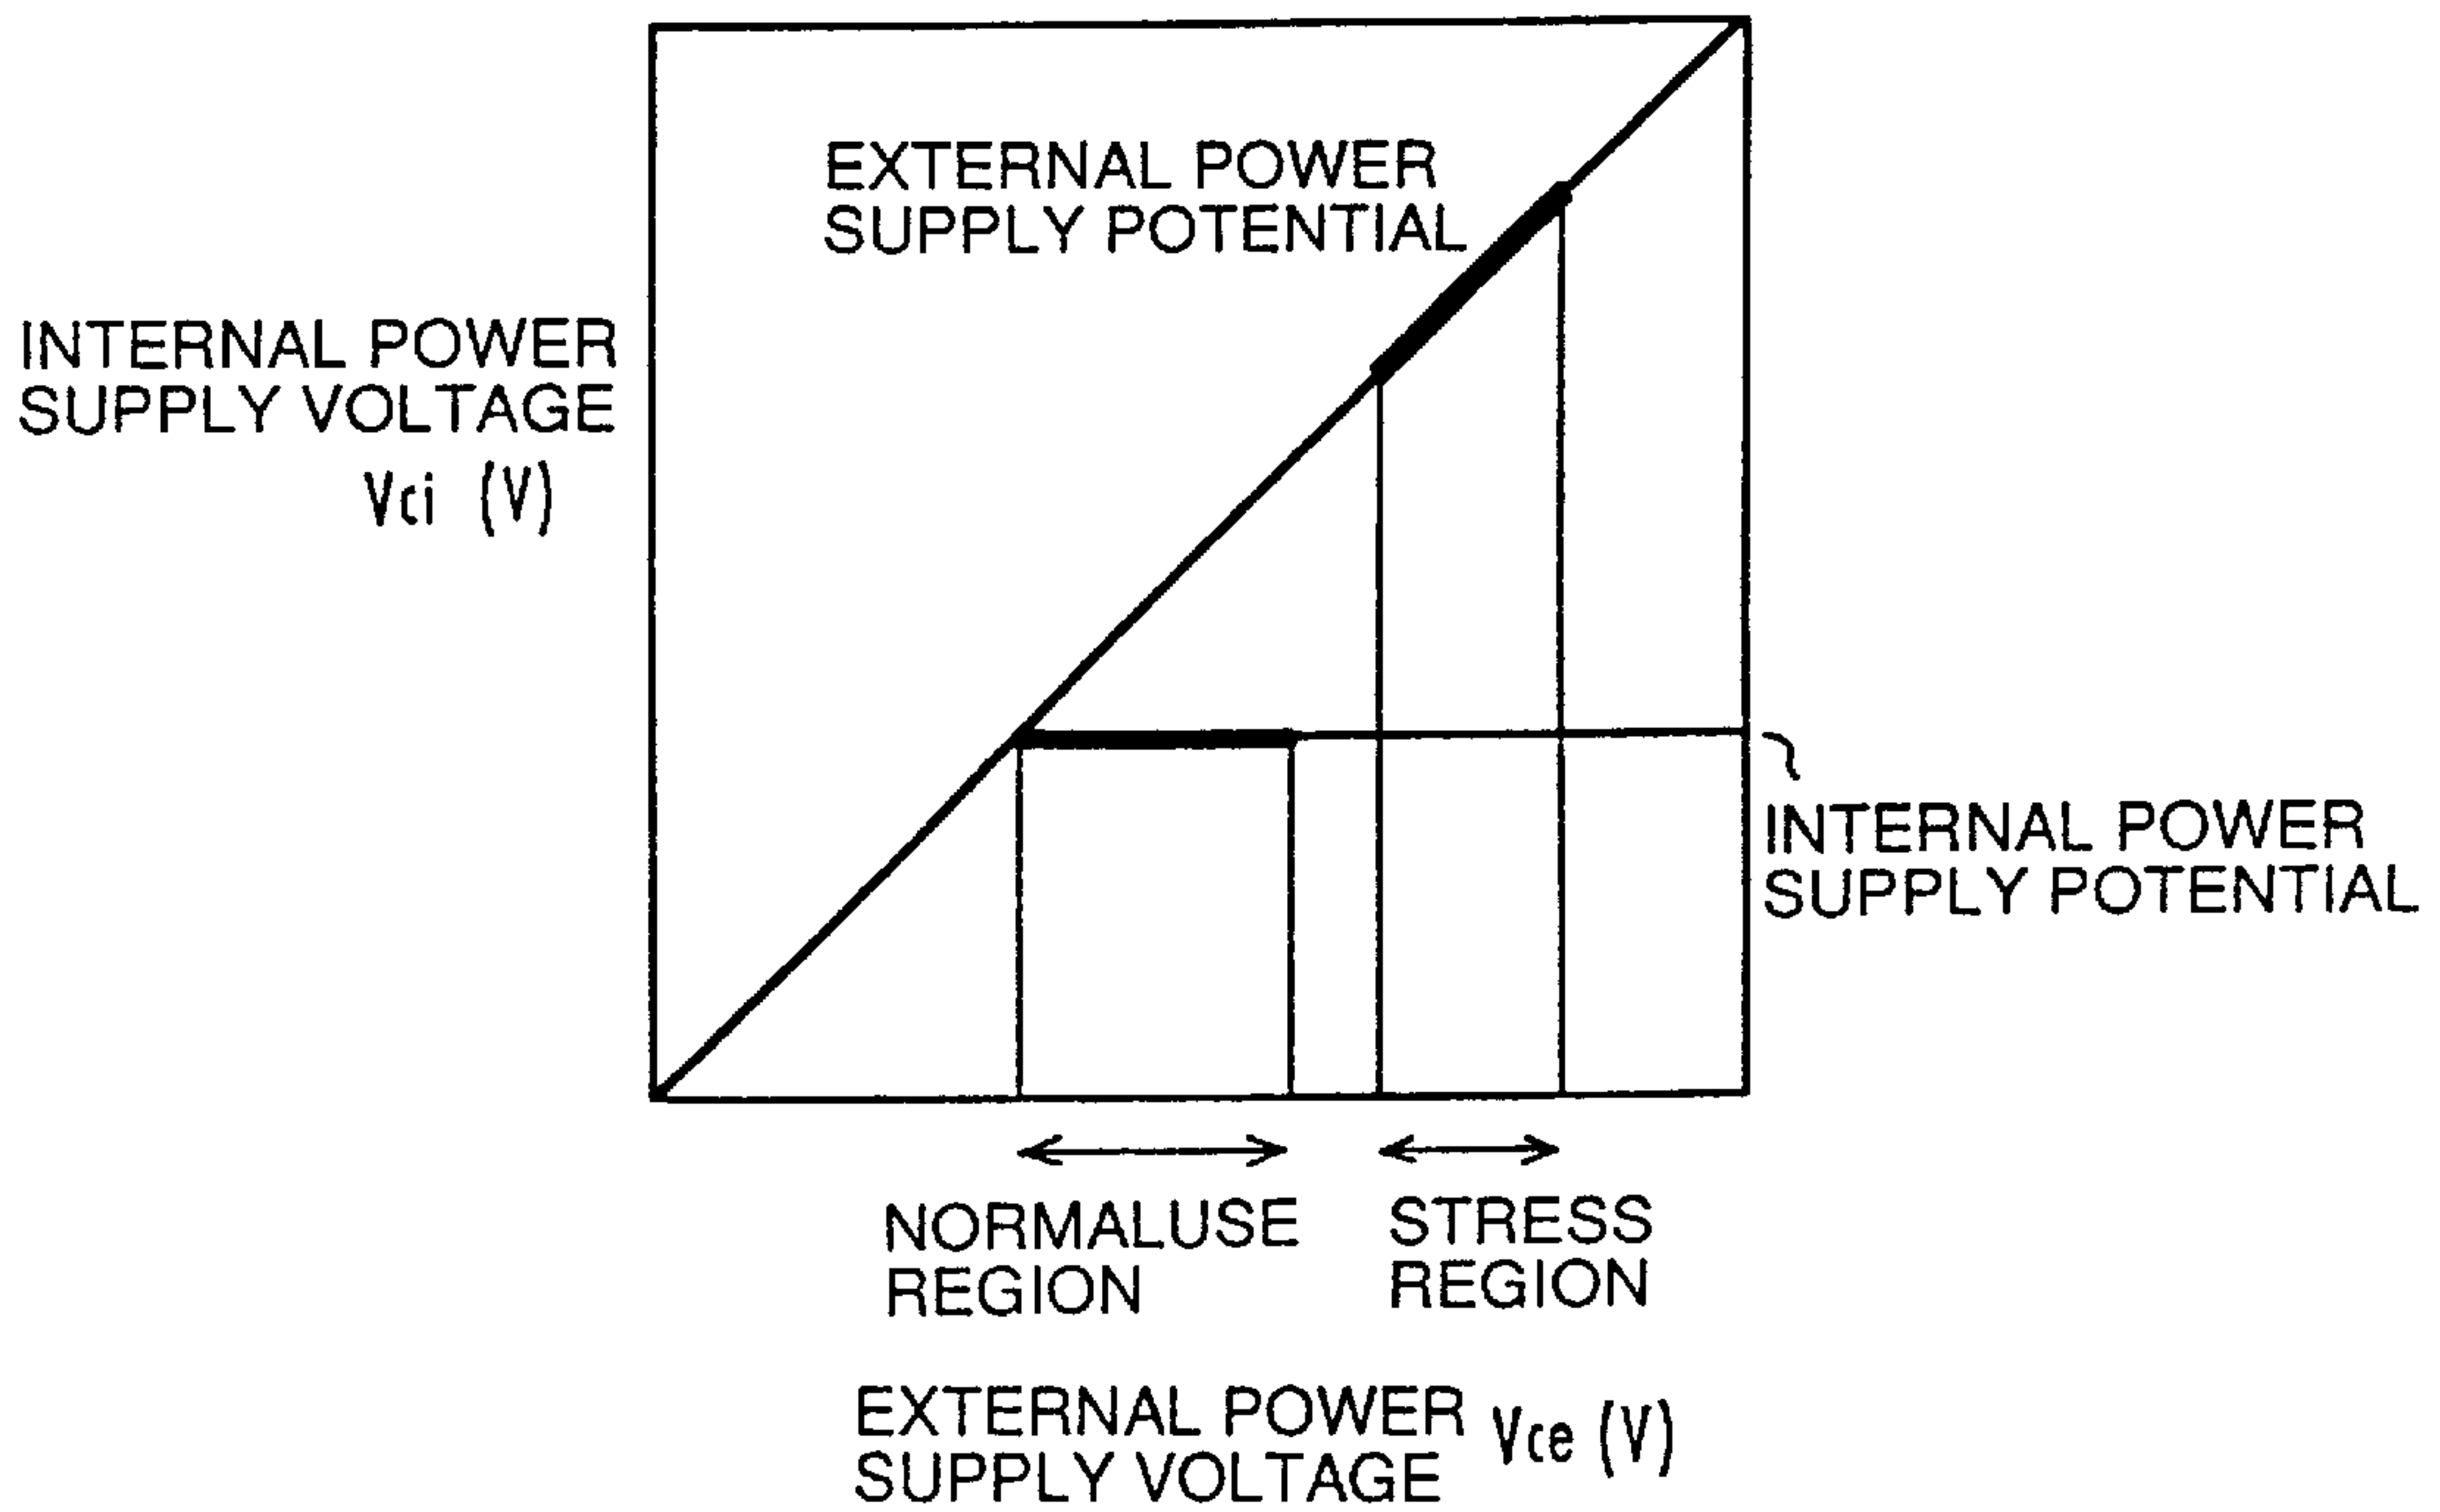 EXTERNAL POWER
SUPPLY POTENTIAL
INTERNAL POWER
SUPPLY VOLTAGE
Vci (V)
INTERNAL POWER
SUPPLY POTENTIAL
NORMALUSE
REGION
STRESS
REGION
EXTERNAL POWER
SUPPLY VOLTAGE
Vce (V)